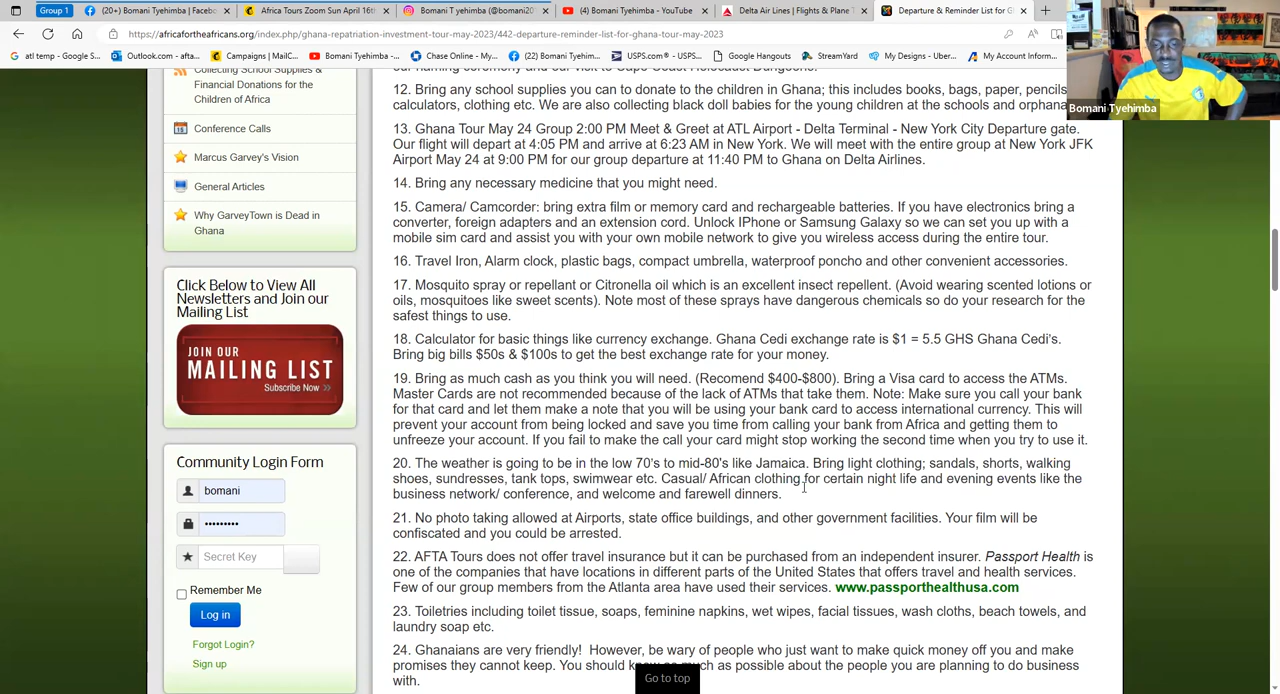 Group 1
(20+) Bomani Tyehimba | Facebo
Africa Tours Zoom Sun April 16th
Bomani T yehimba (@bomani20
(4) Bomani Tyehimba - YouTube
Delta Air Lines | Flights & Plane T
Departure & Reminder List for G
https://africafortheafricans.org/index.php/ghana-repatriation-investment-tour-may-2023/442-departure-reminder-list-for-ghana-tour-may-2023
atl temp - Google S...
Outlook.com - afta...
Campaigns | MailC...
Bomani Tyehimba -...
Chase Online - My...
(22) Bomani Tyehim...
USPS.com® - USPS...
Google Hangouts
StreamYard
My Designs - Uber...
My Account Inform...
Bomani Tyehimba
Collecting School Supplies &
Financial Donations for the
Children of Africa
Conference Calls
Marcus Garvey's Vision
General Articles
Why GarveyTown is Dead in
Ghana
Click Below to View All
Newsletters and Join our
Mailing List
JOIN OUR
MAILING LIST
Subscribe Now »
Community Login Form
bomani
•••••••••
Secret Key
Remember Me
Log in
Forgot Login?
Sign up
our naming ceremony and our visit to Cape Coast Holocaust Dungeons.
12. Bring any school supplies you can to donate to the children in Ghana; this includes books, bags, paper, pencils
calculators, clothing etc. We are also collecting black doll babies for the young children at the schools and orphana
13. Ghana Tour May 24 Group 2:00 PM Meet & Greet at ATL Airport - Delta Terminal - New York City Departure gate.
Our flight will depart at 4:05 PM and arrive at 6:23 AM in New York. We will meet with the entire group at New York JFK
Airport May 24 at 9:00 PM for our group departure at 11:40 PM to Ghana on Delta Airlines.
14. Bring any necessary medicine that you might need.
15. Camera/ Camcorder: bring extra film or memory card and rechargeable batteries. If you have electronics bring a
converter, foreign adapters and an extension cord. Unlock IPhone or Samsung Galaxy so we can set you up with a
mobile sim card and assist you with your own mobile network to give you wireless access during the entire tour.
16. Travel Iron, Alarm clock, plastic bags, compact umbrella, waterproof poncho and other convenient accessories.
17. Mosquito spray or repellant or Citronella oil which is an excellent insect repellent. (Avoid wearing scented lotions or
oils, mosquitoes like sweet scents). Note most of these sprays have dangerous chemicals so do your research for the
safest things to use.
18. Calculator for basic things like currency exchange. Ghana Cedi exchange rate is $1 = 5.5 GHS Ghana Cedi's.
Bring big bills $50s & $100s to get the best exchange rate for your money.
19. Bring as much cash as you think you will need. (Recomend $400-$800). Bring a Visa card to access the ATMs.
Master Cards are not recommended because of the lack of ATMs that take them. Note: Make sure you call your bank
for that card and let them make a note that you will be using your bank card to access international currency. This will
prevent your account from being locked and save you time from calling your bank from Africa and getting them to
unfreeze your account. If you fail to make the call your card might stop working the second time when you try to use it.
20. The weather is going to be in the low 70's to mid-80's like Jamaica. Bring light clothing; sandals, shorts, walking
shoes, sundresses, tank tops, swimwear etc. Casual/ African clothing for certain night life and evening events like the
business network/ conference, and welcome and farewell dinners.
21. No photo taking allowed at Airports, state office buildings, and other government facilities. Your film will be
confiscated and you could be arrested.
22. AFTA Tours does not offer travel insurance but it can be purchased from an independent insurer. Passport Health is
one of the companies that have locations in different parts of the United States that offers travel and health services.
Few of our group members from the Atlanta area have used their services. www.passporthealthusa.com
23. Toiletries including toilet tissue, soaps, feminine napkins, wet wipes, facial tissues, wash cloths, beach towels, and
laundry soap etc.
24. Ghanaians are very friendly! However, be wary of people who just want to make quick money off you and make
promises they cannot keep. You should know as much as possible about the people you are planning to do business
with.
Go to top